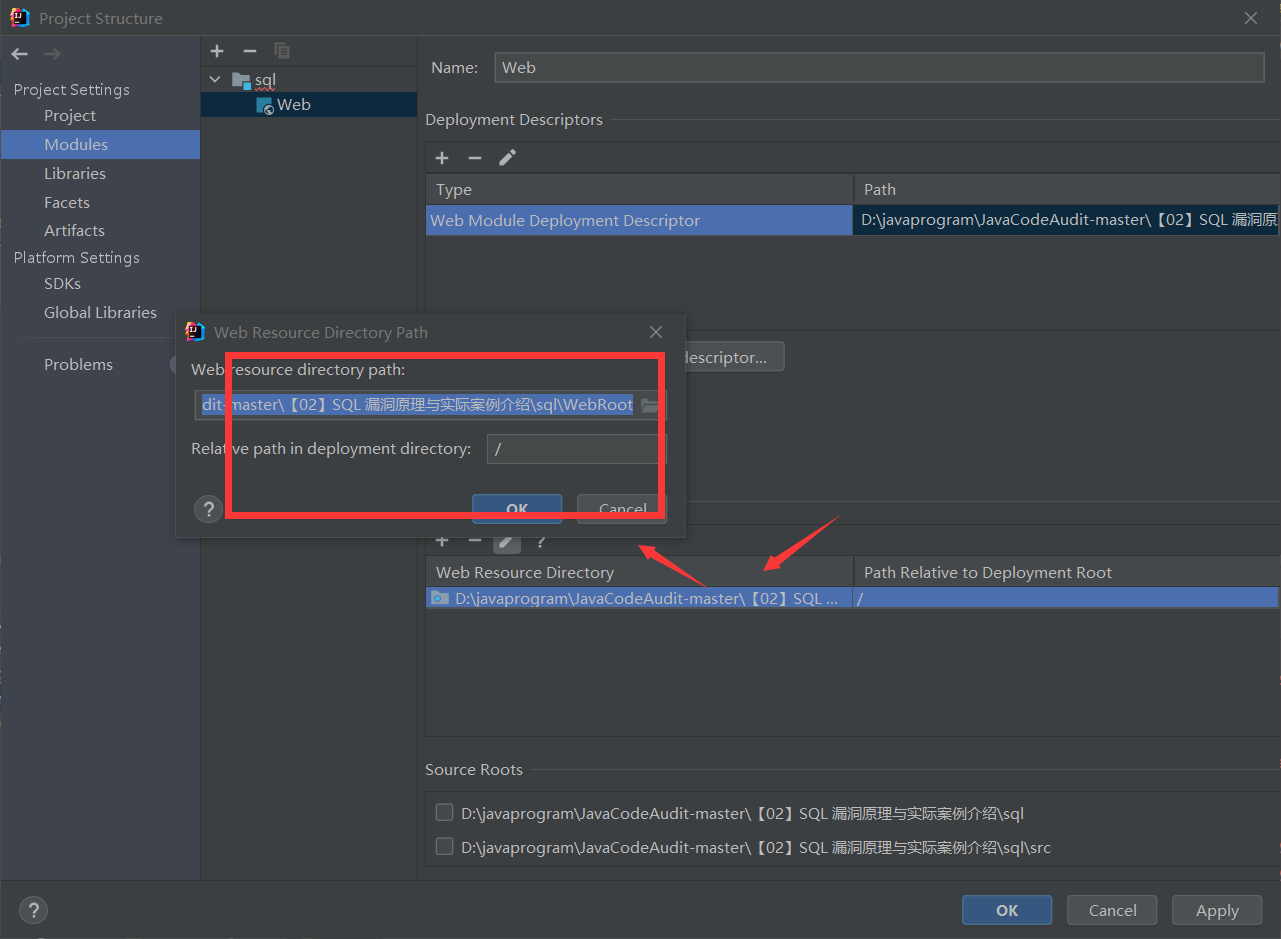 Project Structure
Project Settings
Project
Modules
Libraries
Facets
Artifacts
Platform Settings
SDKs
Global Libraries
Problems
sql
Web
Name: Web
Deployment Descriptors
Type Path
Web Module Deployment Descriptor D:\javaprogram\JavaCodeAudit-master\【02】SQL 漏洞原
descriptor...
Web Resource Directory Path
Web resource directory path:
dit-master\【02】SQL 漏洞原理与实际案例介绍\sql\WebRoot
Relative path in deployment directory: /
? OK Cancel
?
Web Resource Directory Path Relative to Deployment Root
D:\javaprogram\JavaCodeAudit-master\【02】SQL ... /
Source Roots
D:\javaprogram\JavaCodeAudit-master\【02】SQL 漏洞原理与实际案例介绍\sql
D:\javaprogram\JavaCodeAudit-master\【02】SQL 漏洞原理与实际案例介绍\sql\src
? OK Cancel Apply